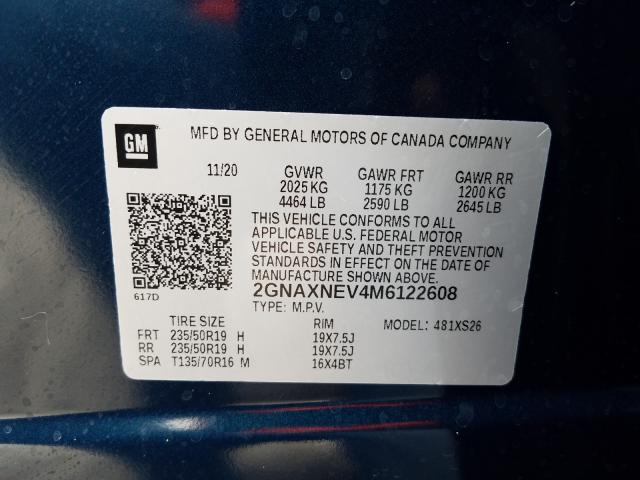 GM
MFD BY GENERAL MOTORS OF CANADA COMPANY
11/20 GVWR GAWR FRT GAWR RR
2025 KG 1175 KG 1200 KG
4464 LB 2590 LB 2645 LB
THIS VEHICLE CONFORMS TO ALL
APPLICABLE U.S. FEDERAL MOTOR
VEHICLE SAFETY AND THEFT PREVENTION
STANDARDS IN EFFECT ON THE DATE OF
MANUFACTURE SHOWN ABOVE.
617D
2GNAXNEV4M6122608
TYPE: M.P.V.
TIRE SIZE RIM MODEL: 481XS26
FRT 235/50R19 H 19X7.5J
RR 235/50R19 H 19X7.5J
SPA T135/70R16 M 16X4BT